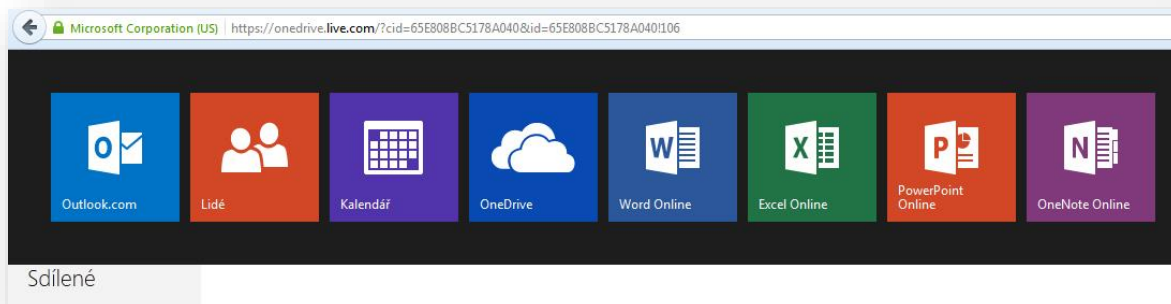 Microsoft Corporation (US) https://onedrive.live.com/?cid=65E808BC5178A040&id=65E808BC5178A040!106
Outlook.com
Lidé
Kalendář
OneDrive
Word Online
Excel Online
PowerPoint
Online
OneNote Online
Sdílené